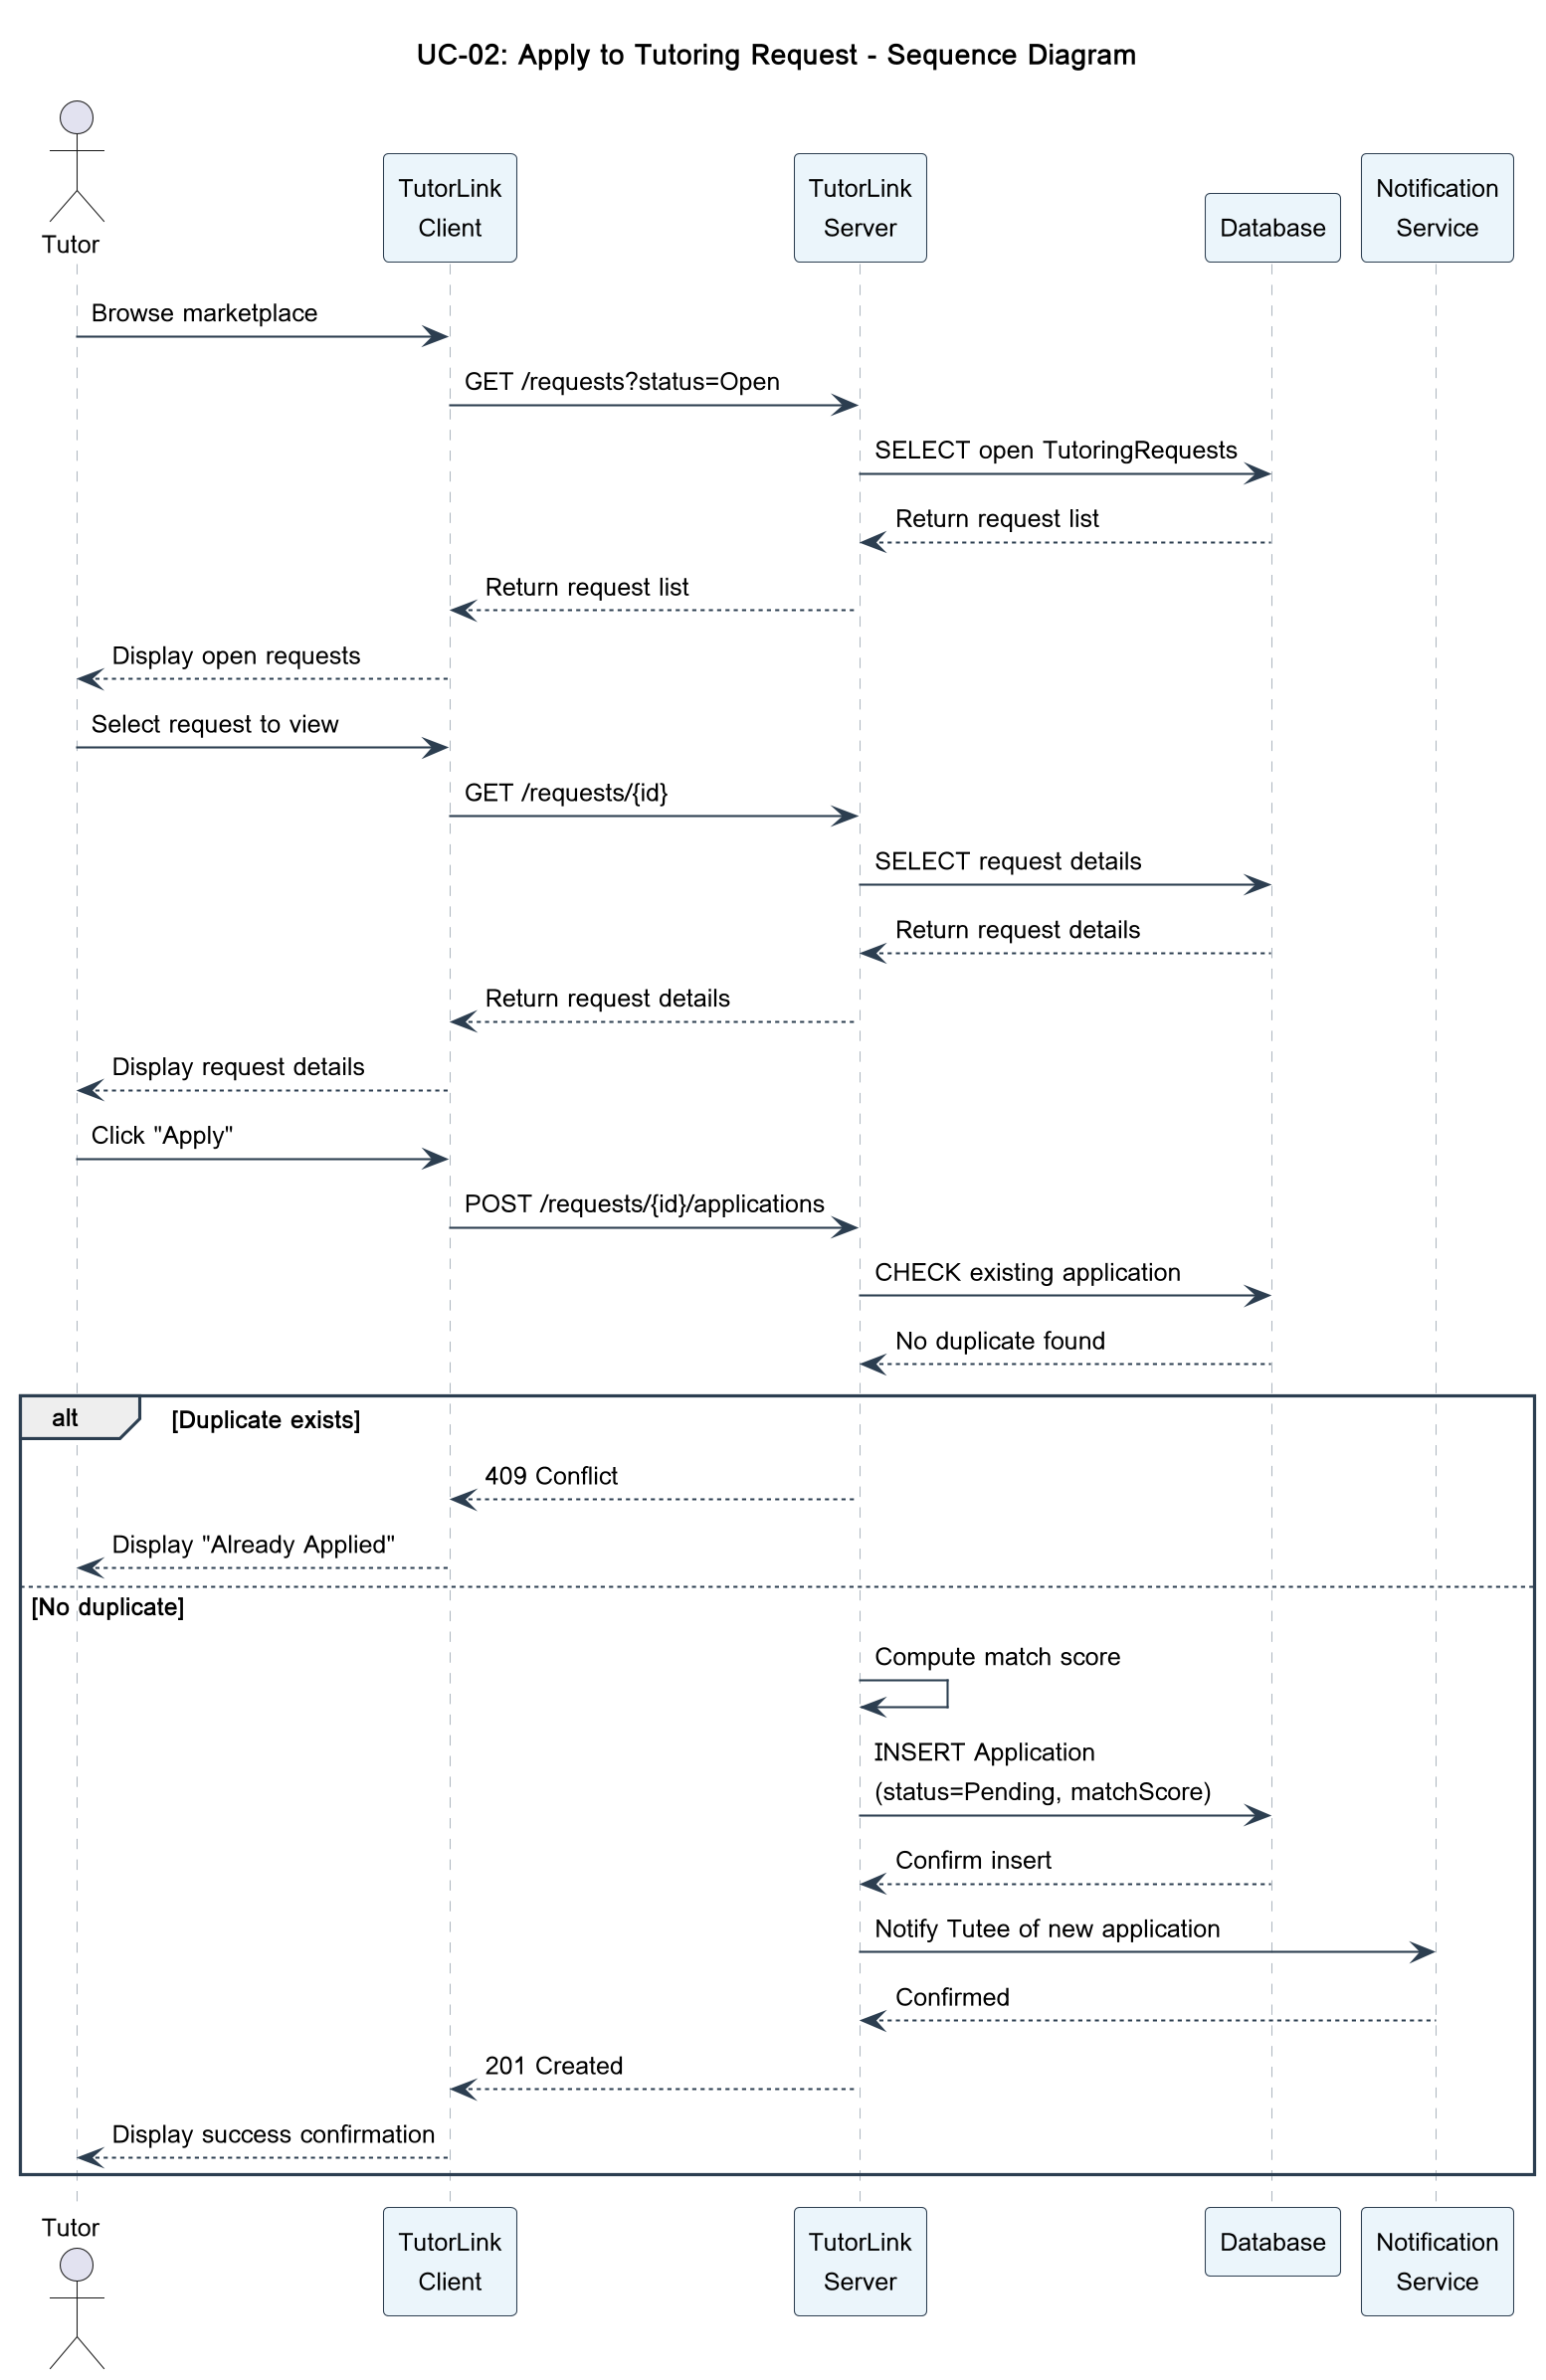 UC-02: Apply to Tutoring Request - Sequence Diagram
Tutor
TutorLink
Client
TutorLink
Server
Database
Notification
Service
Browse marketplace
GET /requests?status=Open
SELECT open TutoringRequests
Return request list
Return request list
Display open requests
Select request to view
GET /requests/{id}
SELECT request details
Return request details
Return request details
Display request details
Click "Apply"
POST /requests/{id}/applications
CHECK existing application
No duplicate found
alt
[Duplicate exists]
409 Conflict
Display "Already Applied"
[No duplicate]
Compute match score
INSERT Application
(status=Pending, matchScore)
Confirm insert
Notify Tutee of new application
Confirmed
201 Created
Display success confirmation
Tutor
TutorLink
Client
TutorLink
Server
Database
Notification
Service